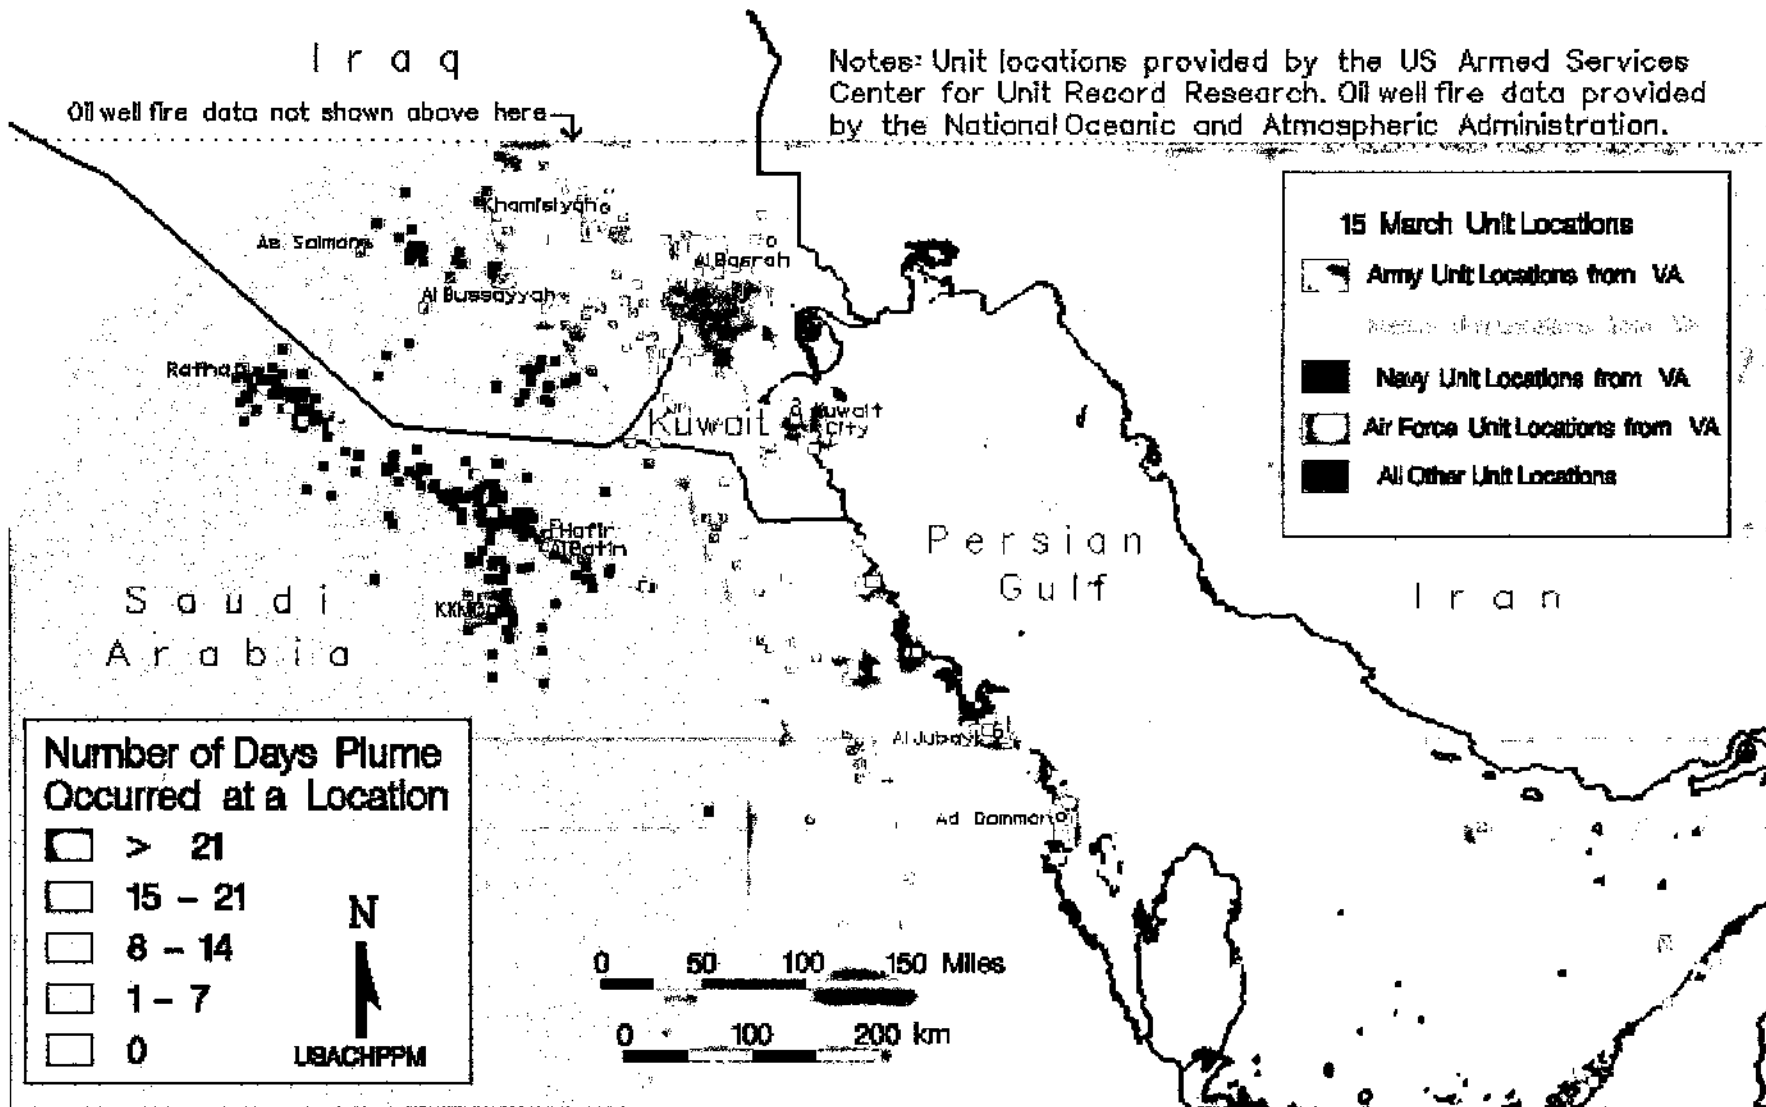 Iraq
Notes: Unit locations provided by the US Armed Services
Center for Unit Record Research. Oil well fire data provided
by the National Oceanic and Atmospheric Administration.
Oil well fire data not shown above here
Khamisiyah
As Salman
Al Basrah
Al Bussayyah
15 March Unit Locations
Army Unit Locations from VA
Navy Unit Locations from VA
Air Force Unit Locations from VA
All Other Unit Locations
Rafha
Kuwait
Kuwait
City
Hafir
Al Batin
KKMC
Persian
Gulf
Iran
Saudi
Arabia
Al Jubayl
Ad Dammam
Number of Days Plume
Occurred at a Location
> 21
15 - 21
8 - 14
1 - 7
0
N
USACHPPM
0 50 100 150 Miles
0 100 200 km